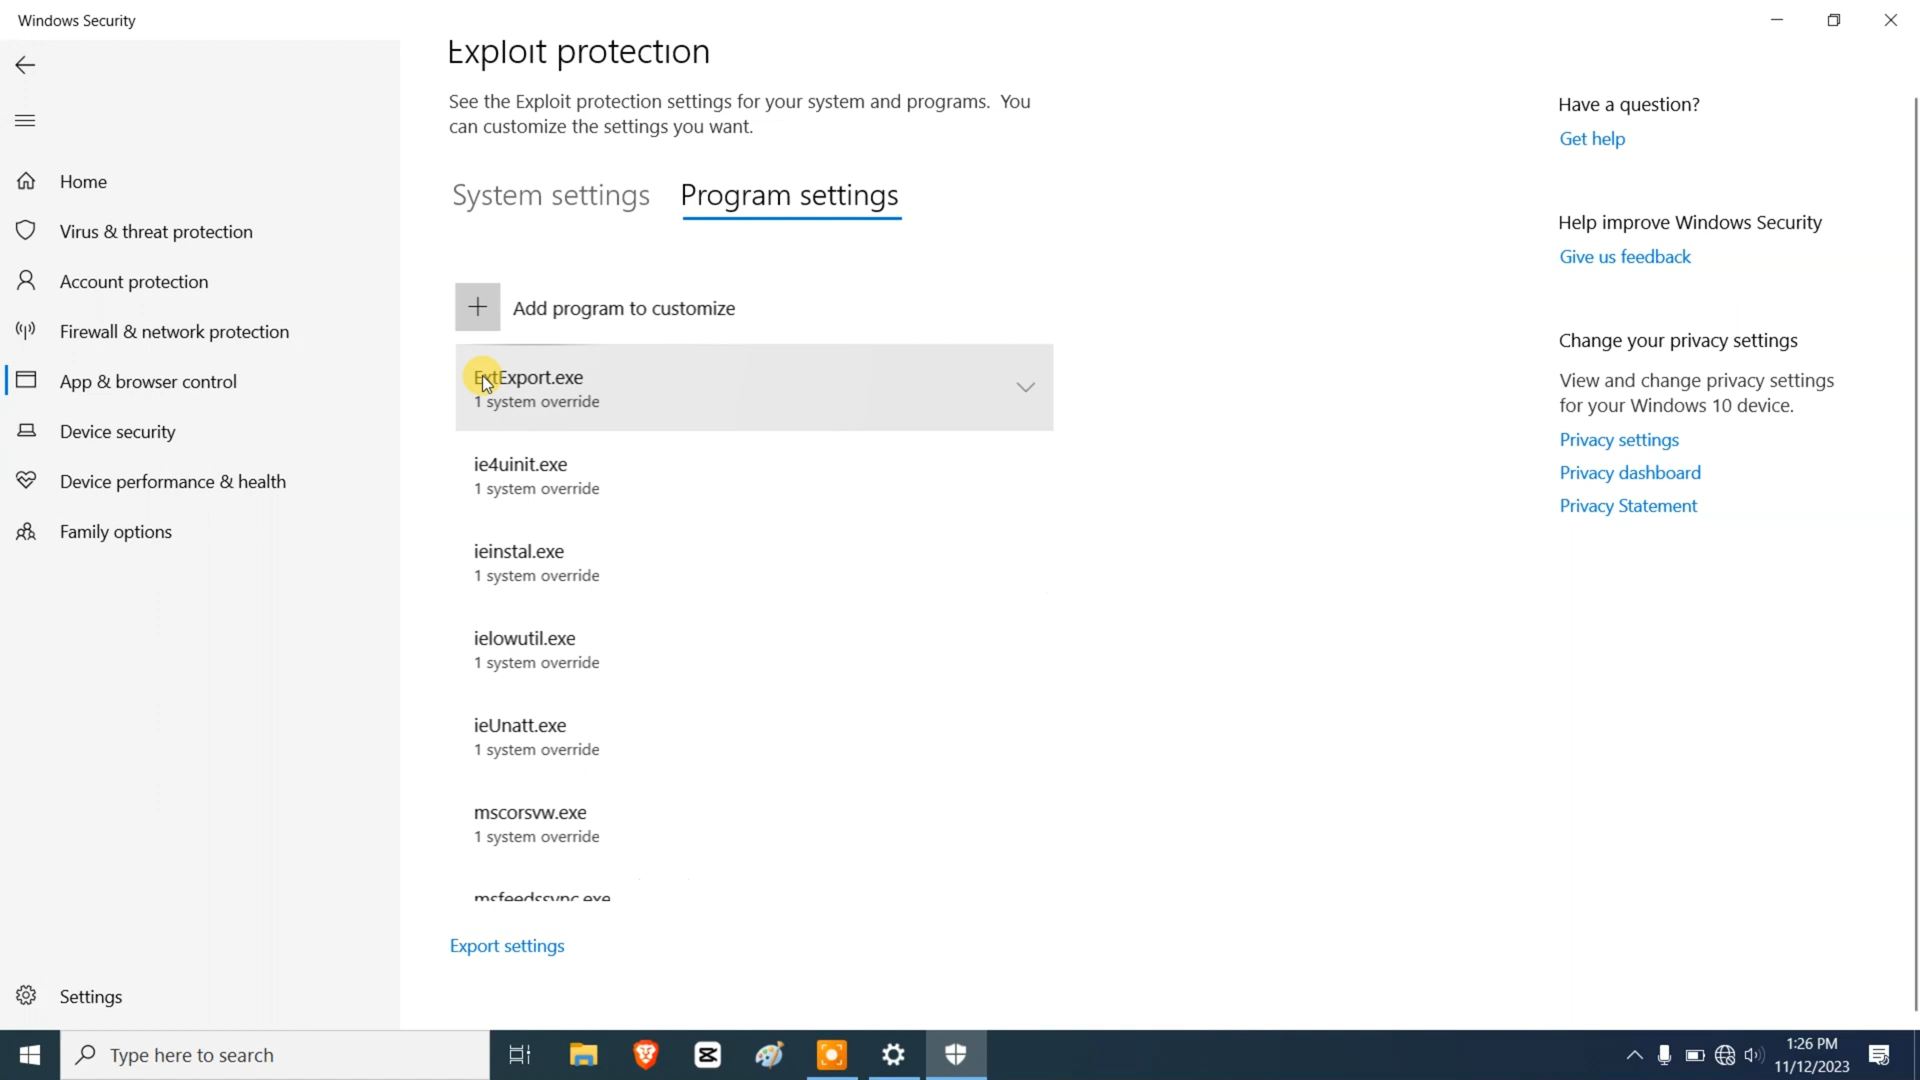 Windows Security
Home
Virus & threat protection
Account protection
Firewall & network protection
App & browser control
Device security
Device performance & health
Family options
Settings
Exploit protection
See the Exploit protection settings for your system and programs.  You
can customize the settings you want.
System settings
Program settings
Add program to customize
ExtExport.exe
1 system override
ie4uinit.exe
1 system override
ieinstal.exe
1 system override
ielowutil.exe
1 system override
ieUnatt.exe
1 system override
mscorsvw.exe
1 system override
msfeedssync.exe
Export settings
Have a question?
Get help
Help improve Windows Security
Give us feedback
Change your privacy settings
View and change privacy settings
for your Windows 10 device.
Privacy settings
Privacy dashboard
Privacy Statement
Type here to search
1:26 PM
11/12/2023